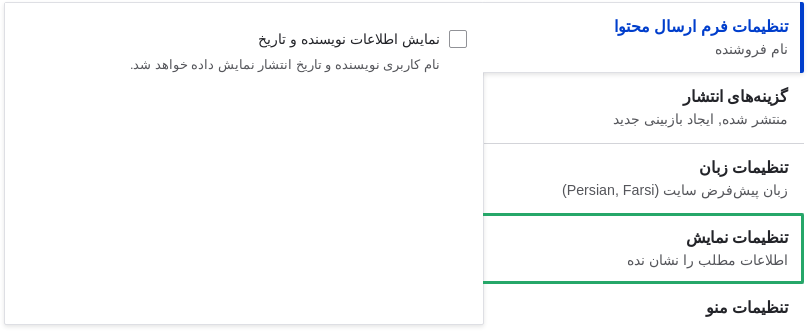 تنظیمات فرم ارسال محتوا
نام فروشنده
گزینه‌های انتشار
منتشر شده, ایجاد بازبینی جدید
تنظیمات زبان
زبان پیش‌فرض سایت (Persian, Farsi)
تنظیمات نمایش
اطلاعات مطلب را نشان نده
تنظیمات منو
نمایش اطلاعات نویسنده و تاریخ
نام کاربری نویسنده و تاریخ انتشار نمایش داده خواهد شد.